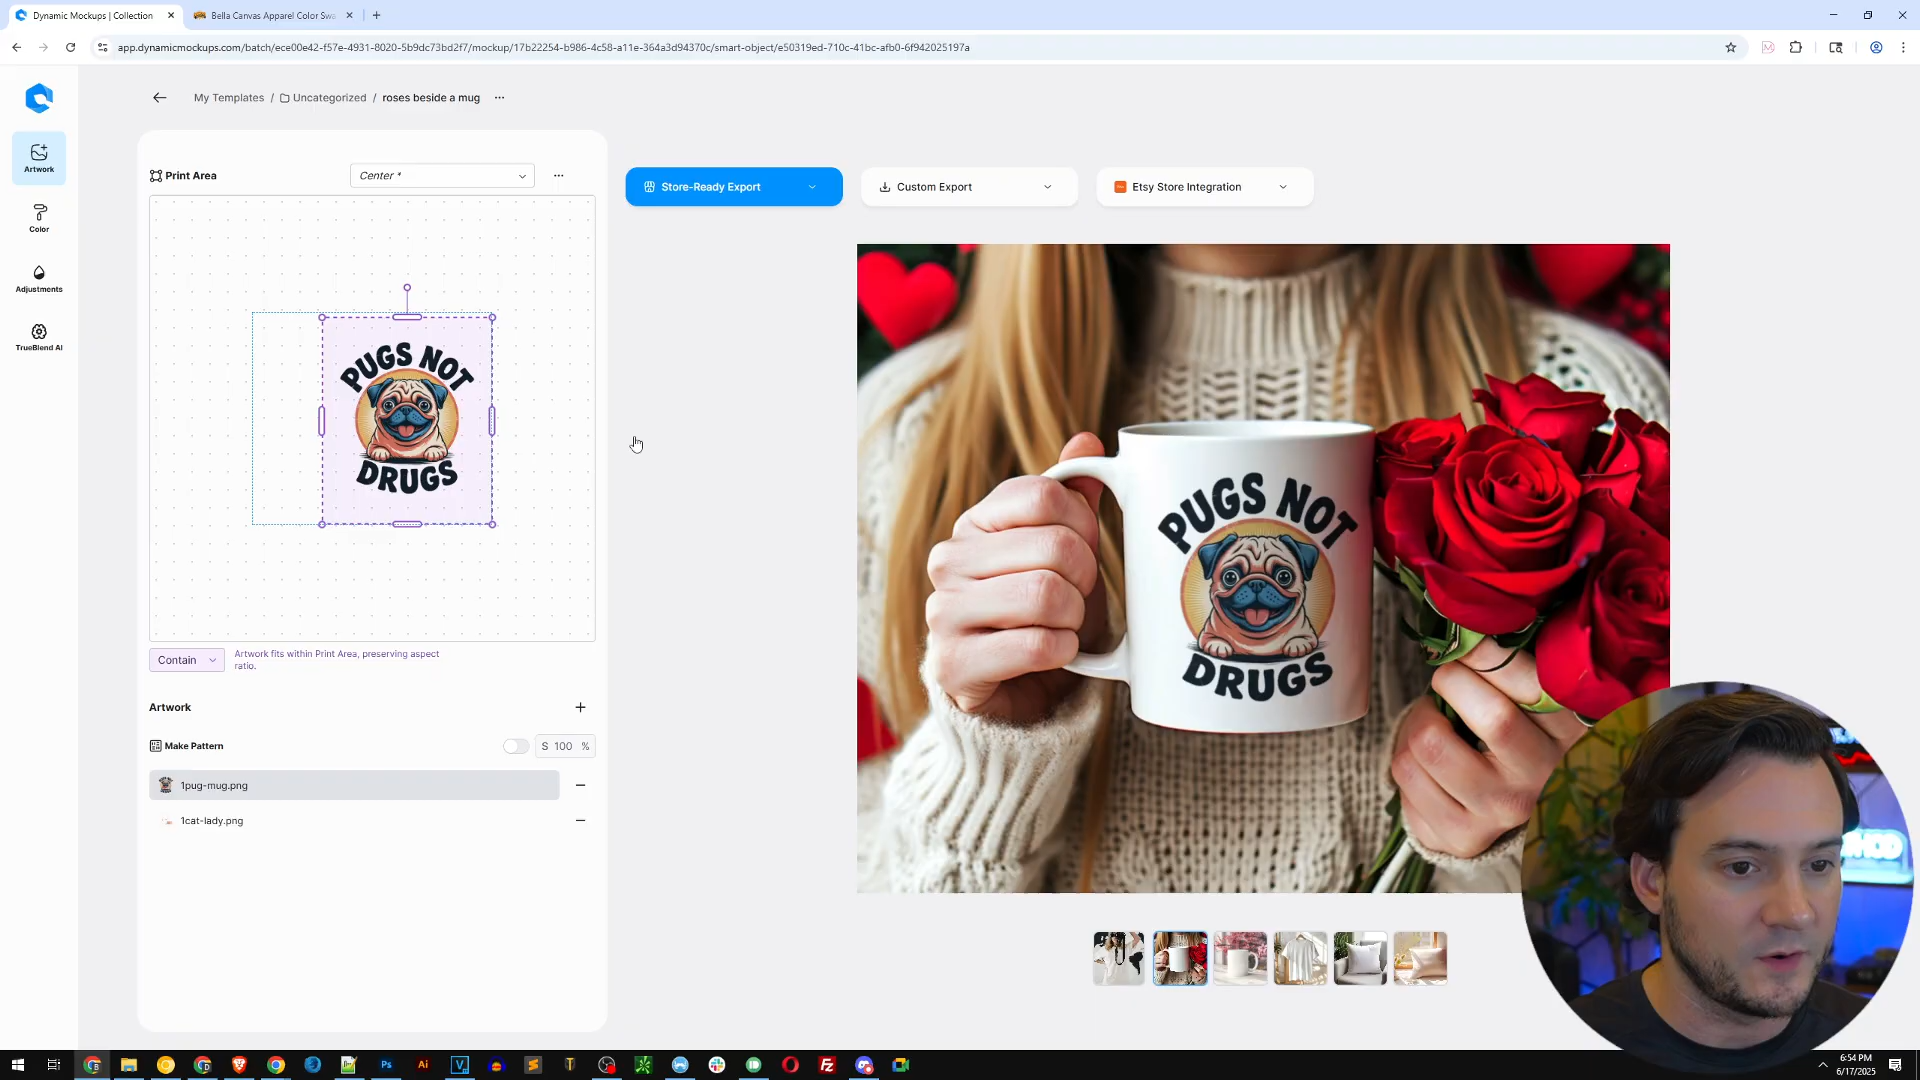 Dynamic Mockups | Collection
Bella Canvas Apparel Color Swa
app.dynamicmockups.com/batch/ece00e42-f57e-4931-8020-5b9dc73bd2f7/mockup/17b22254-b986-4c58-a11e-364a3d94370c/smart-object/e50319ed-710c-41bc-afb0-6f942025197a
My Templates / Uncategorized / roses beside a mug ...
Artwork
Color
Adjustments
TrueBlend AI
Print Area
Center *
...
Store-Ready Export
Custom Export
Etsy Store Integration
PUGS NOT
DRUGS
PUGS NOT
DRUGS
Contain
Artwork fits within Print Area, preserving aspect
ratio.
Artwork
Make Pattern
S 100 %
1pug-mug.png
1cat-lady.png
6:54 PM
6/17/2025